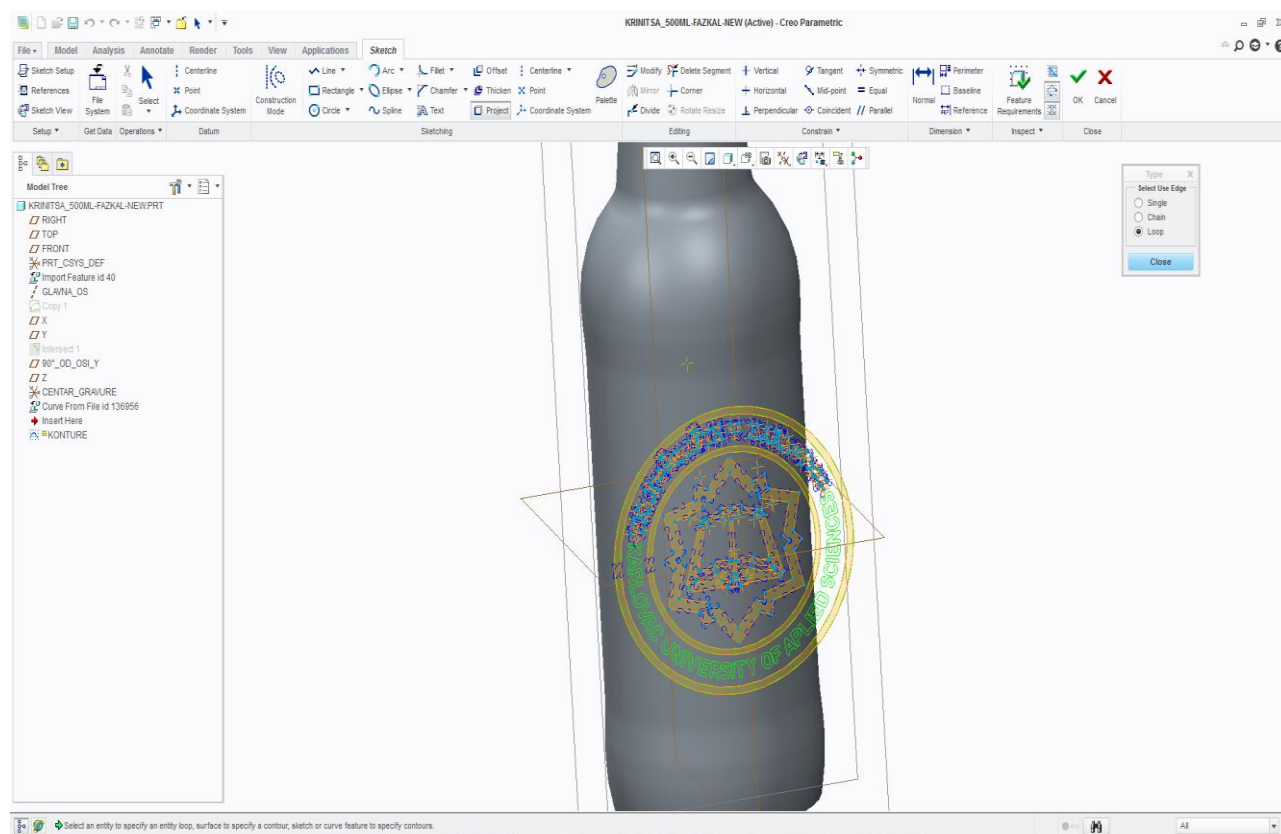 KRINITSA_500ML-FAZKAL-NEW (Active) - Creo Parametric
File Model Analysis Annotate Render Tools View Applications Sketch
Sketch Setup
References
Sketch View
Setup
File System
Get Data
Select
Operations
Centerline
Point
Coordinate System
Datum
Construction Mode
Line Arc Fillet Offset Centerline
Rectangle Ellipse Chamfer Thicken Point
Circle Spline Text Project Coordinate System
Palette
Sketching
Modify Delete Segment
Mirror Corner
Divide Rotate Resize
Editing
Vertical Tangent Symmetric
Horizontal Mid-point Equal
Perpendicular Coincident Parallel
Constrain
Normal
Perimeter
Baseline
Reference
Dimension
Feature Requirements
Inspect
OK Cancel
Close
Model Tree
KRINITSA_500ML-FAZKAL-NEW.PRT
RIGHT
TOP
FRONT
PRT_CSYS_DEF
Import Feature id 40
GLAVNA_OS
Copy 1
X
Y
Intersect 1
90°_OD_OSI_Y
Z
CENTAR_GRAVURE
Curve From File id 136956
Insert Here
KONTURE
Type X
Select Use Edge
Single
Chain
Loop
Close
KARLOVAC UNIVERSITY OF APLIED SCIENCES
Select an entity to specify an entity loop, surface to specify a contour, sketch or curve feature to specify contours.
All